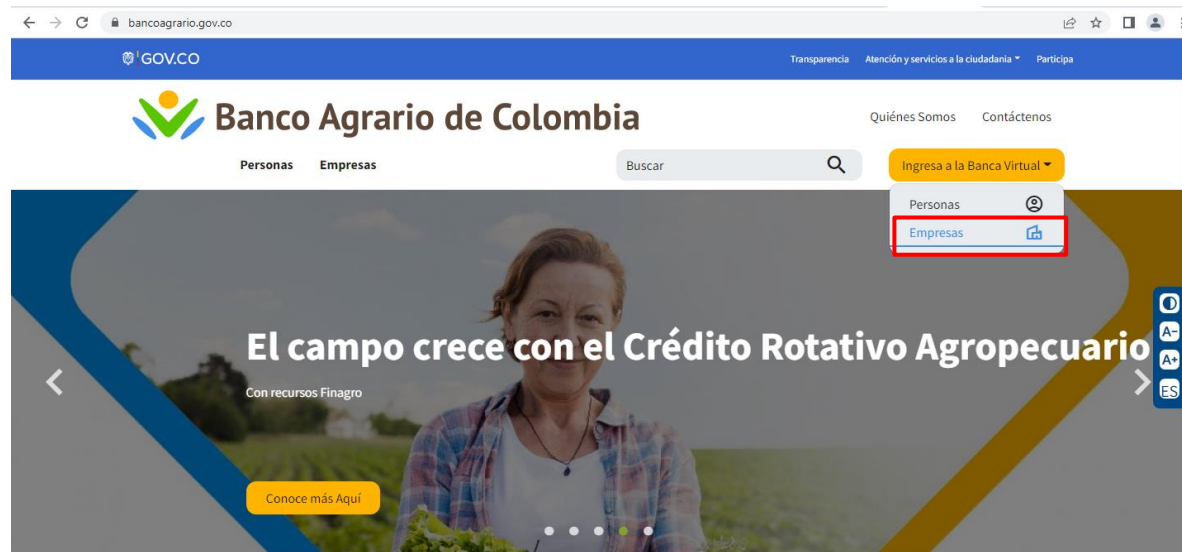 bancoagrario.gov.co
GOV.CO
Transparencia Atención y servicios a la ciudadania Participa
Banco Agrario de Colombia
Quiénes Somos Contáctenos
Personas Empresas Buscar Ingresa a la Banca Virtual
Personas
Empresas
El campo crece con el Crédito Rotativo Agropecuario
Con recursos Finagro
A-
A+
ES
Conoce más Aquí